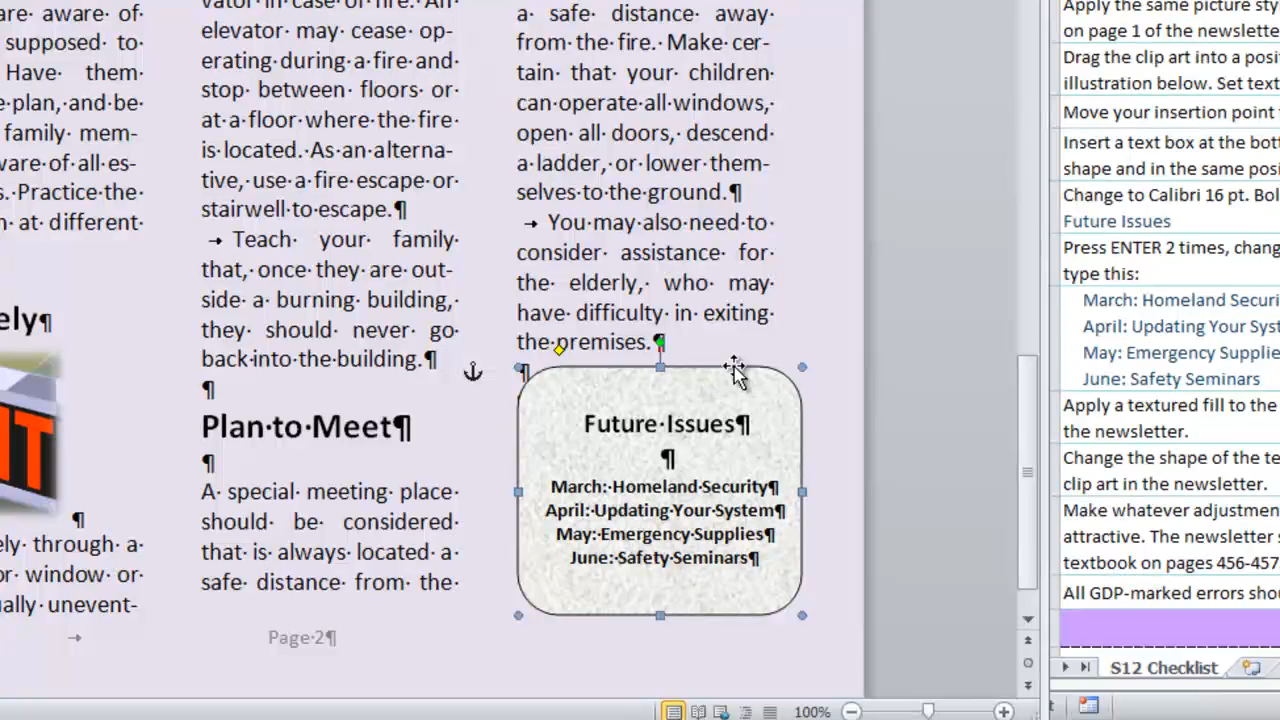 are aware of
supposed to
Have them
plan, and be
family mem-
ware of all es-
s. Practice the
at different
ely¶
NT
¶
ely through a
or window or
ually unevent-
vator in case of fire. An
elevator may cease op-
erating during a fire and
stop between floors or
at a floor where the fire
is located. As an alterna-
tive, use a fire escape or
stairwell to escape.¶
→ Teach your family
that, once they are out-
side a burning building,
they should never go
back into the building.¶
¶
Plan·to·Meet¶
¶
A special meeting place
should be considered
that is always located a
safe distance from the
a safe distance away
from the fire. Make cer-
tain that your children
can operate all windows,
open all doors, descend
a ladder, or lower them-
selves to the ground.¶
→ You may also need to
consider assistance for
the elderly, who may
have difficulty in exiting
the premises.¶
¶
Future·Issues¶
¶
March:·Homeland·Security¶
April:·Updating·Your·System¶
May:·Emergency·Supplies¶
June:·Safety·Seminars¶
→ Page·2¶
Apply the same picture sty
on page 1 of the newslette
Drag the clip art into a posi
illustration below. Set text
Move your insertion point
Insert a text box at the bott
shape and in the same posi
Change to Calibri 16 pt. Bol
Future Issues
Press ENTER 2 times, chang
type this:
March: Homeland Securi
April: Updating Your Syst
May: Emergency Supplie
June: Safety Seminars
Apply a textured fill to the
the newsletter.
Change the shape of the te
clip art in the newsletter.
Make whatever adjustmen
attractive. The newsletter s
textbook on pages 456-457
All GDP-marked errors shou
S12 Checklist
100%